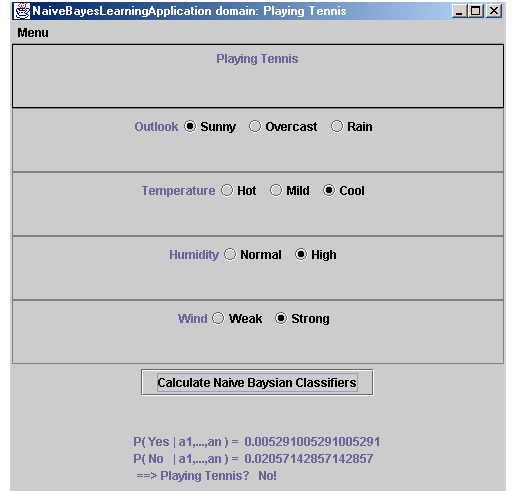 NaiveBayesLearningApplication domain: Playing Tennis
Menu
Playing Tennis
Outlook Sunny Overcast Rain
Temperature Hot Mild Cool
Humidity Normal High
Wind Weak Strong
Calculate Naive Baysian Classifiers
P( Yes | a1,...,an ) = 0.005291005291005291
P( No | a1,...,an ) = 0.02057142857142857
==> Playing Tennis? No!